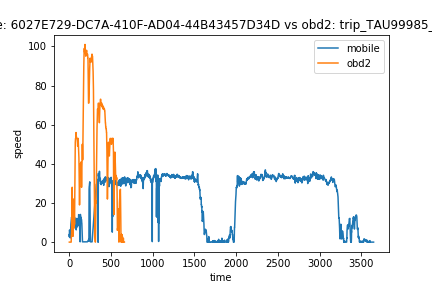 e: 6027E729-DC7A-410F-AD04-44B43457D34D vs obd2: trip_TAU99985_
mobile
obd2
100
80
60
40
20
0
speed
0 500 1000 1500 2000 2500 3000 3500
time